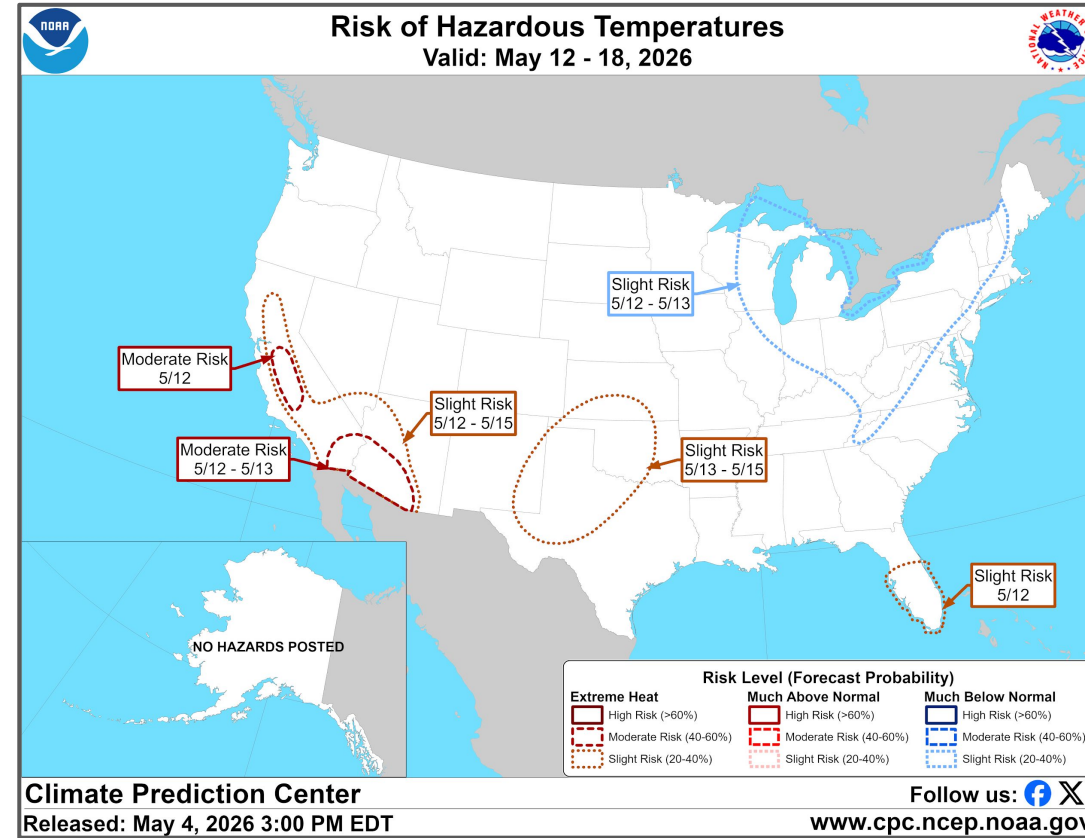 NOAA
Risk of Hazardous Temperatures
Valid: May 12 - 18, 2026
WEATHER
Slight Risk
5/12 - 5/13
Moderate Risk
5/12
Slight Risk
5/12 - 5/15
Moderate Risk
5/12 - 5/13
Slight Risk
5/13 - 5/15
Slight Risk
5/12
NO HAZARDS POSTED
Risk Level (Forecast Probability)
Extreme Heat
High Risk (>60%)
Moderate Risk (40-60%)
Slight Risk (20-40%)
Much Above Normal
High Risk (>60%)
Moderate Risk (40-60%)
Slight Risk (20-40%)
Much Below Normal
High Risk (>60%)
Moderate Risk (40-60%)
Slight Risk (20-40%)
Climate Prediction Center
Follow us:
Released: May 4, 2026 3:00 PM EDT
www.cpc.ncep.noaa.gov